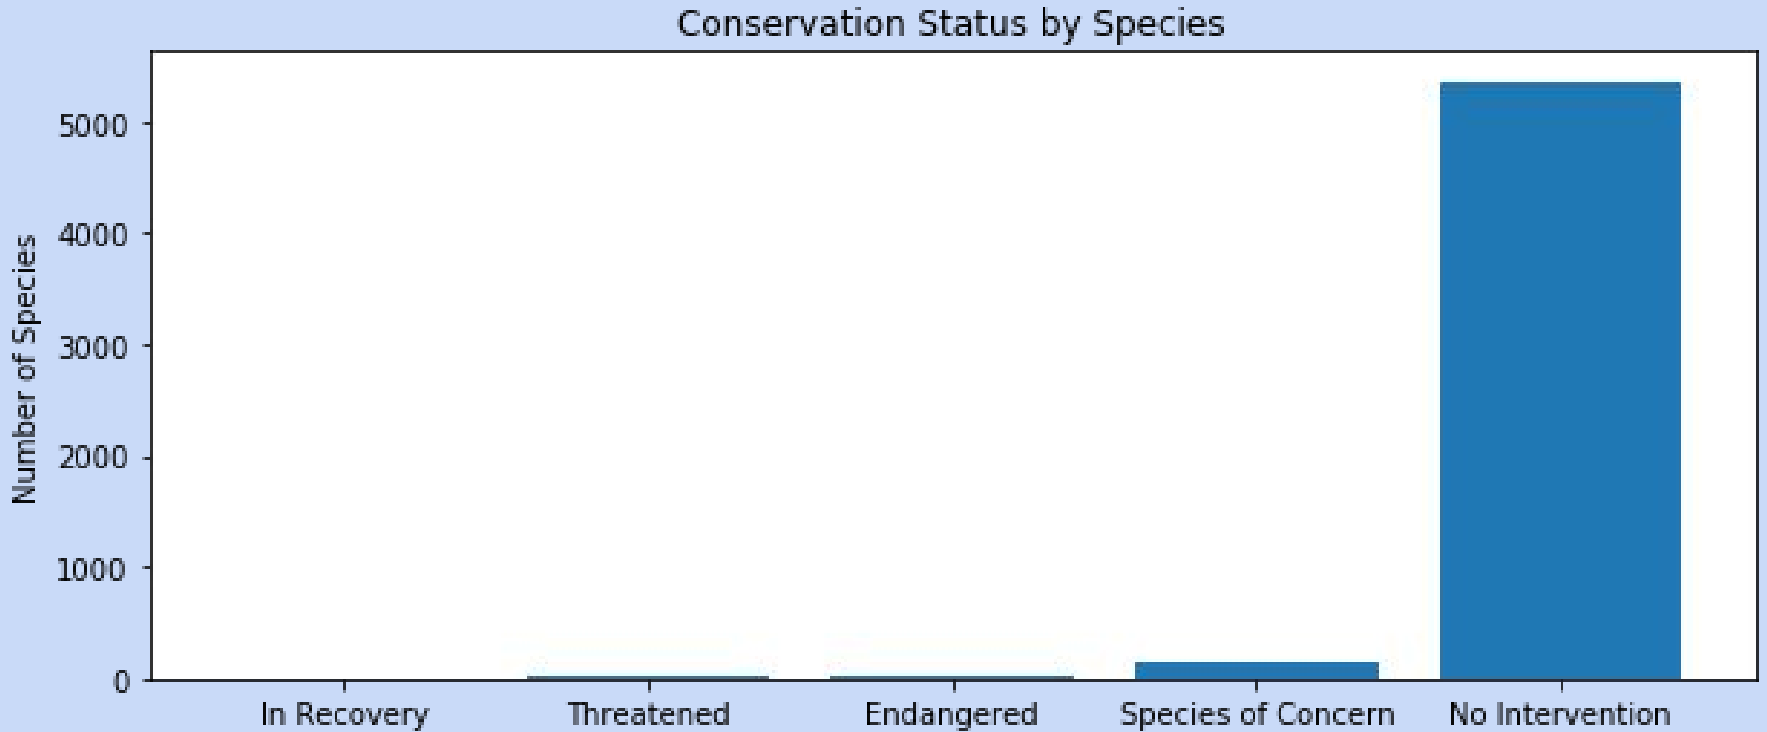 Conservation Status by Species
Number of Species
5000
4000
3000
2000
1000
0
In Recovery Threatened Endangered Species of Concern No Intervention